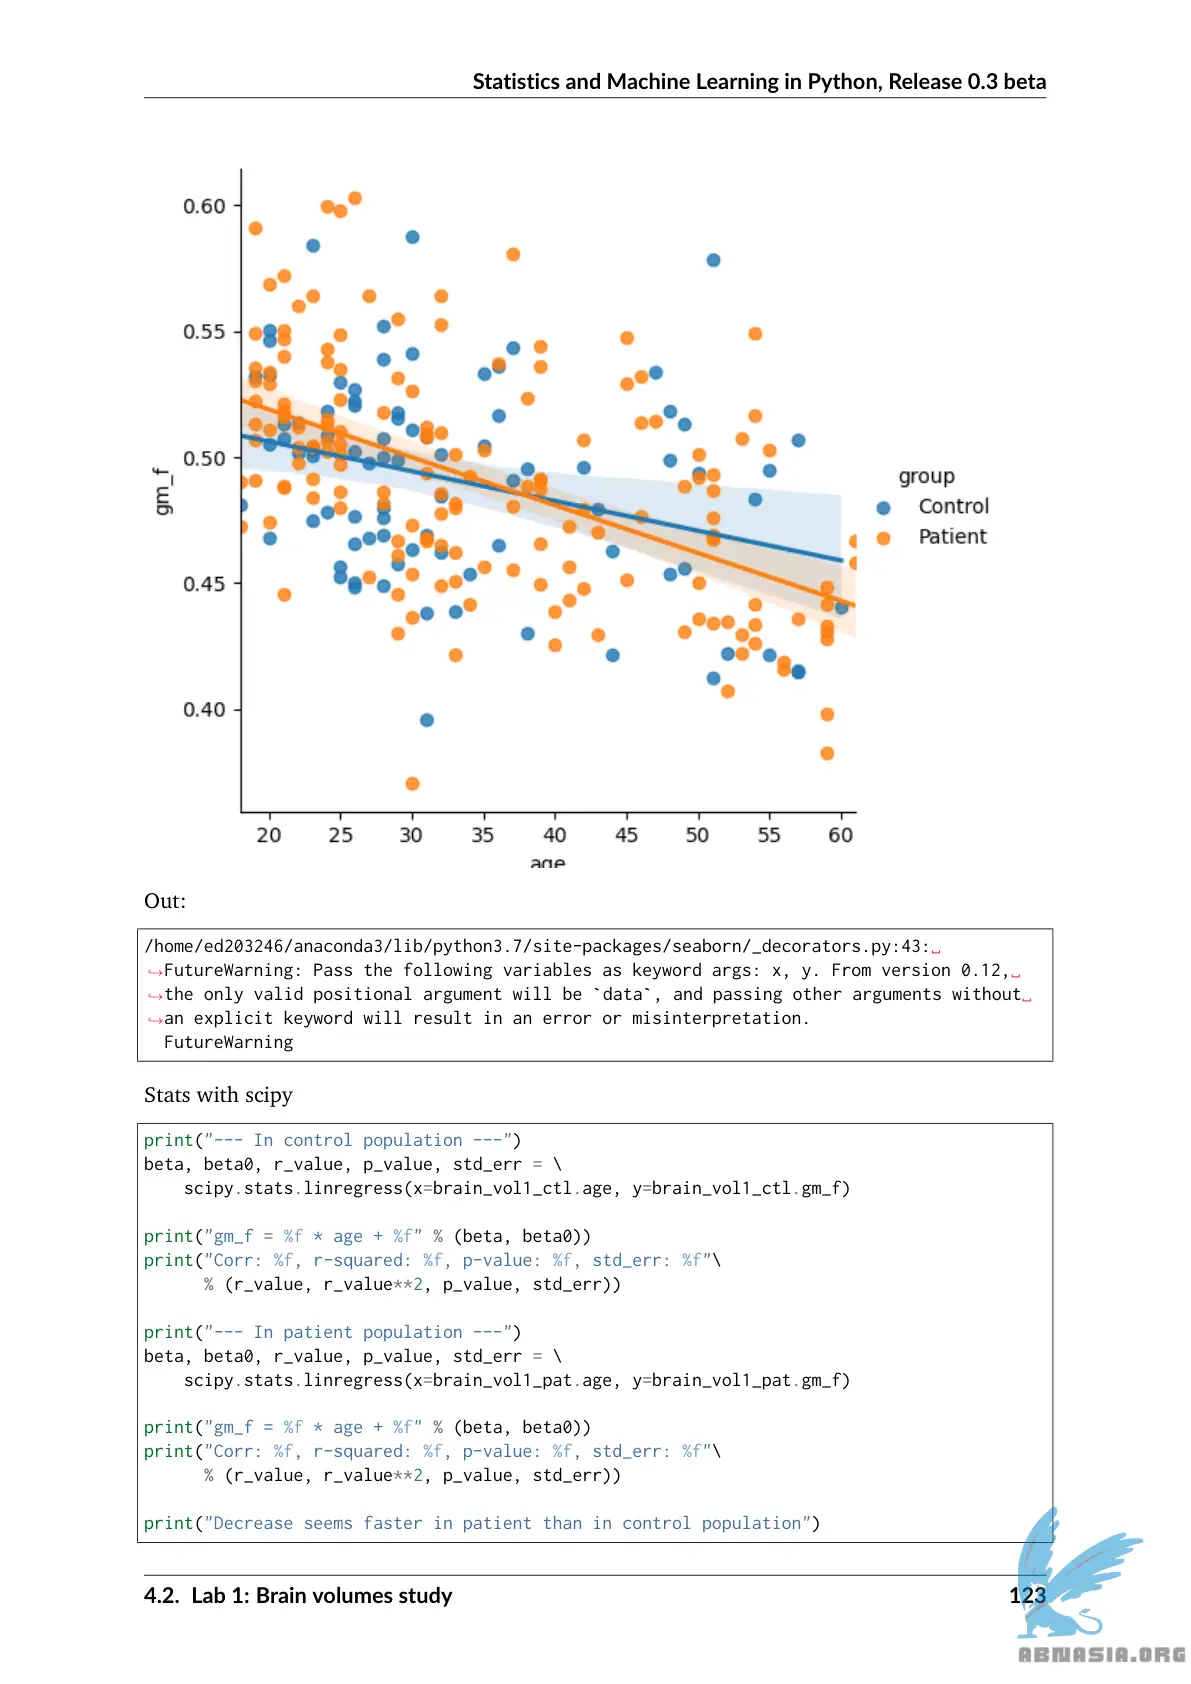 Statistics and Machine Learning in Python, Release 0.3 beta
0.60
0.55
0.50
0.45
0.40
gm_f
20 25 30 35 40 45 50 55 60
age
group
Control
Patient
Out:
/home/ed203246/anaconda3/lib/python3.7/site-packages/seaborn/_decorators.py:43:␣
↪FutureWarning: Pass the following variables as keyword args: x, y. From version 0.12,␣
↪the only valid positional argument will be `data`, and passing other arguments without␣
↪an explicit keyword will result in an error or misinterpretation.
  FutureWarning
Stats with scipy
print("--- In control population ---")
beta, beta0, r_value, p_value, std_err = \
    scipy.stats.linregress(x=brain_vol1_ctl.age, y=brain_vol1_ctl.gm_f)
print("gm_f = %f * age + %f" % (beta, beta0))
print("Corr: %f, r-squared: %f, p-value: %f, std_err: %f"\
      % (r_value, r_value**2, p_value, std_err))
print("--- In patient population ---")
beta, beta0, r_value, p_value, std_err = \
    scipy.stats.linregress(x=brain_vol1_pat.age, y=brain_vol1_pat.gm_f)
print("gm_f = %f * age + %f" % (beta, beta0))
print("Corr: %f, r-squared: %f, p-value: %f, std_err: %f"\
      % (r_value, r_value**2, p_value, std_err))
print("Decrease seems faster in patient than in control population")
4.2. Lab 1: Brain volumes study 123
ABNASIA.ORG